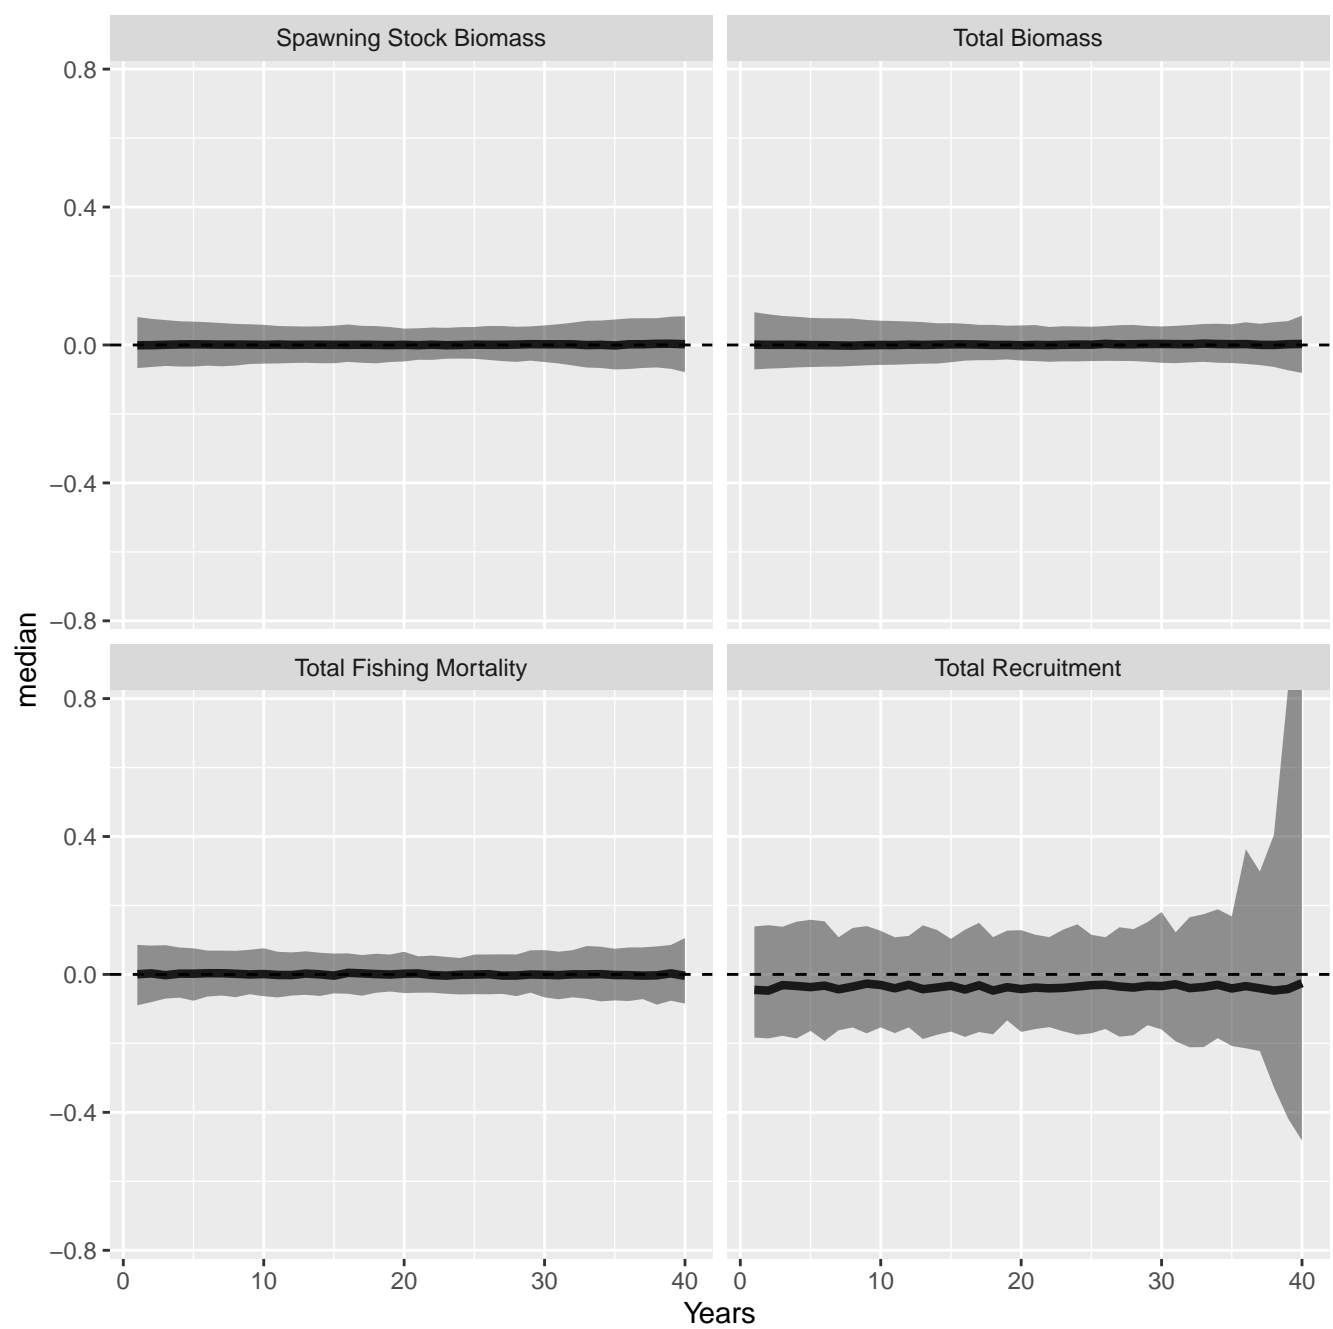 Spawning Stock Biomass
Total Biomass
0.8
0.4
0.0
−0.4
−0.8
median
Total Fishing Mortality
Total Recruitment
0.8
0.4
0.0
−0.4
−0.8
0 10 20 30 40
0 10 20 30 40
Years